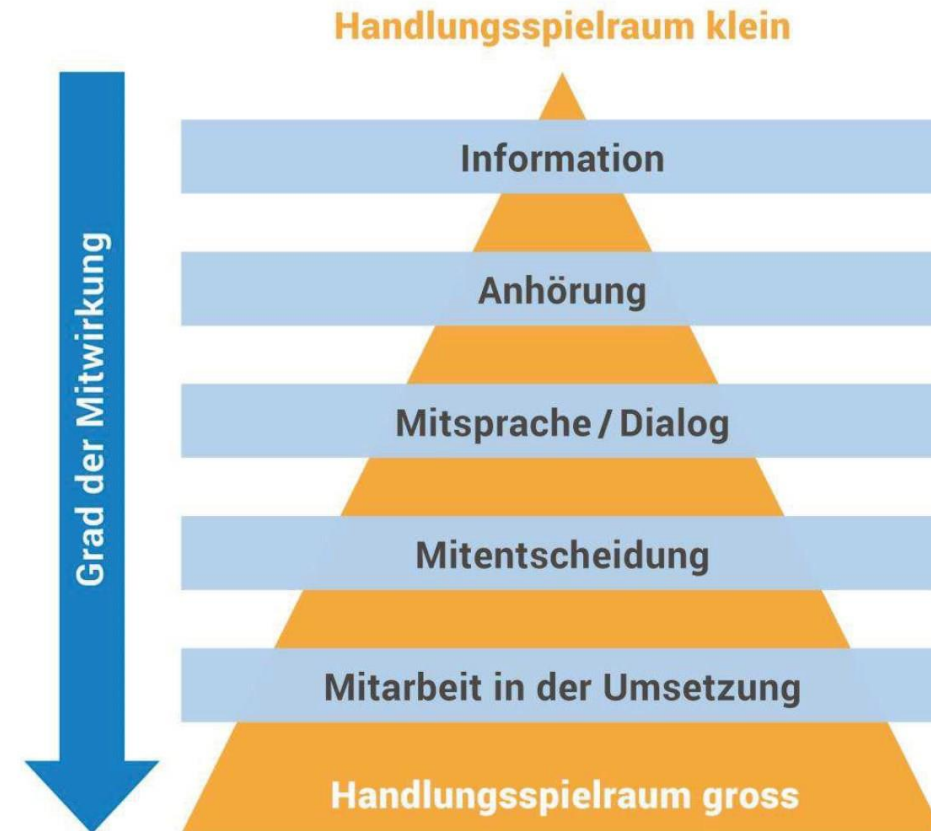 Handlungsspielraum klein
Grad der Mitwirkung
Information
Anhörung
Mitsprache / Dialog
Mitentscheidung
Mitarbeit in der Umsetzung
Handlungsspielraum gross